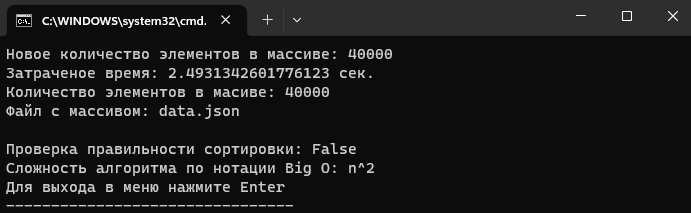 C:\WINDOWS\system32\cmd.
Новое количество элементов в массиве: 40000
Затраченое время: 2.4931342601776123 сек.
Количество элементов в масиве: 40000
Файл с массивом: data.json
Проверка правильности сортировки: False
Сложность алгоритма по нотации Big O: n^2
Для выхода в меню нажмите Enter
--------------------------------